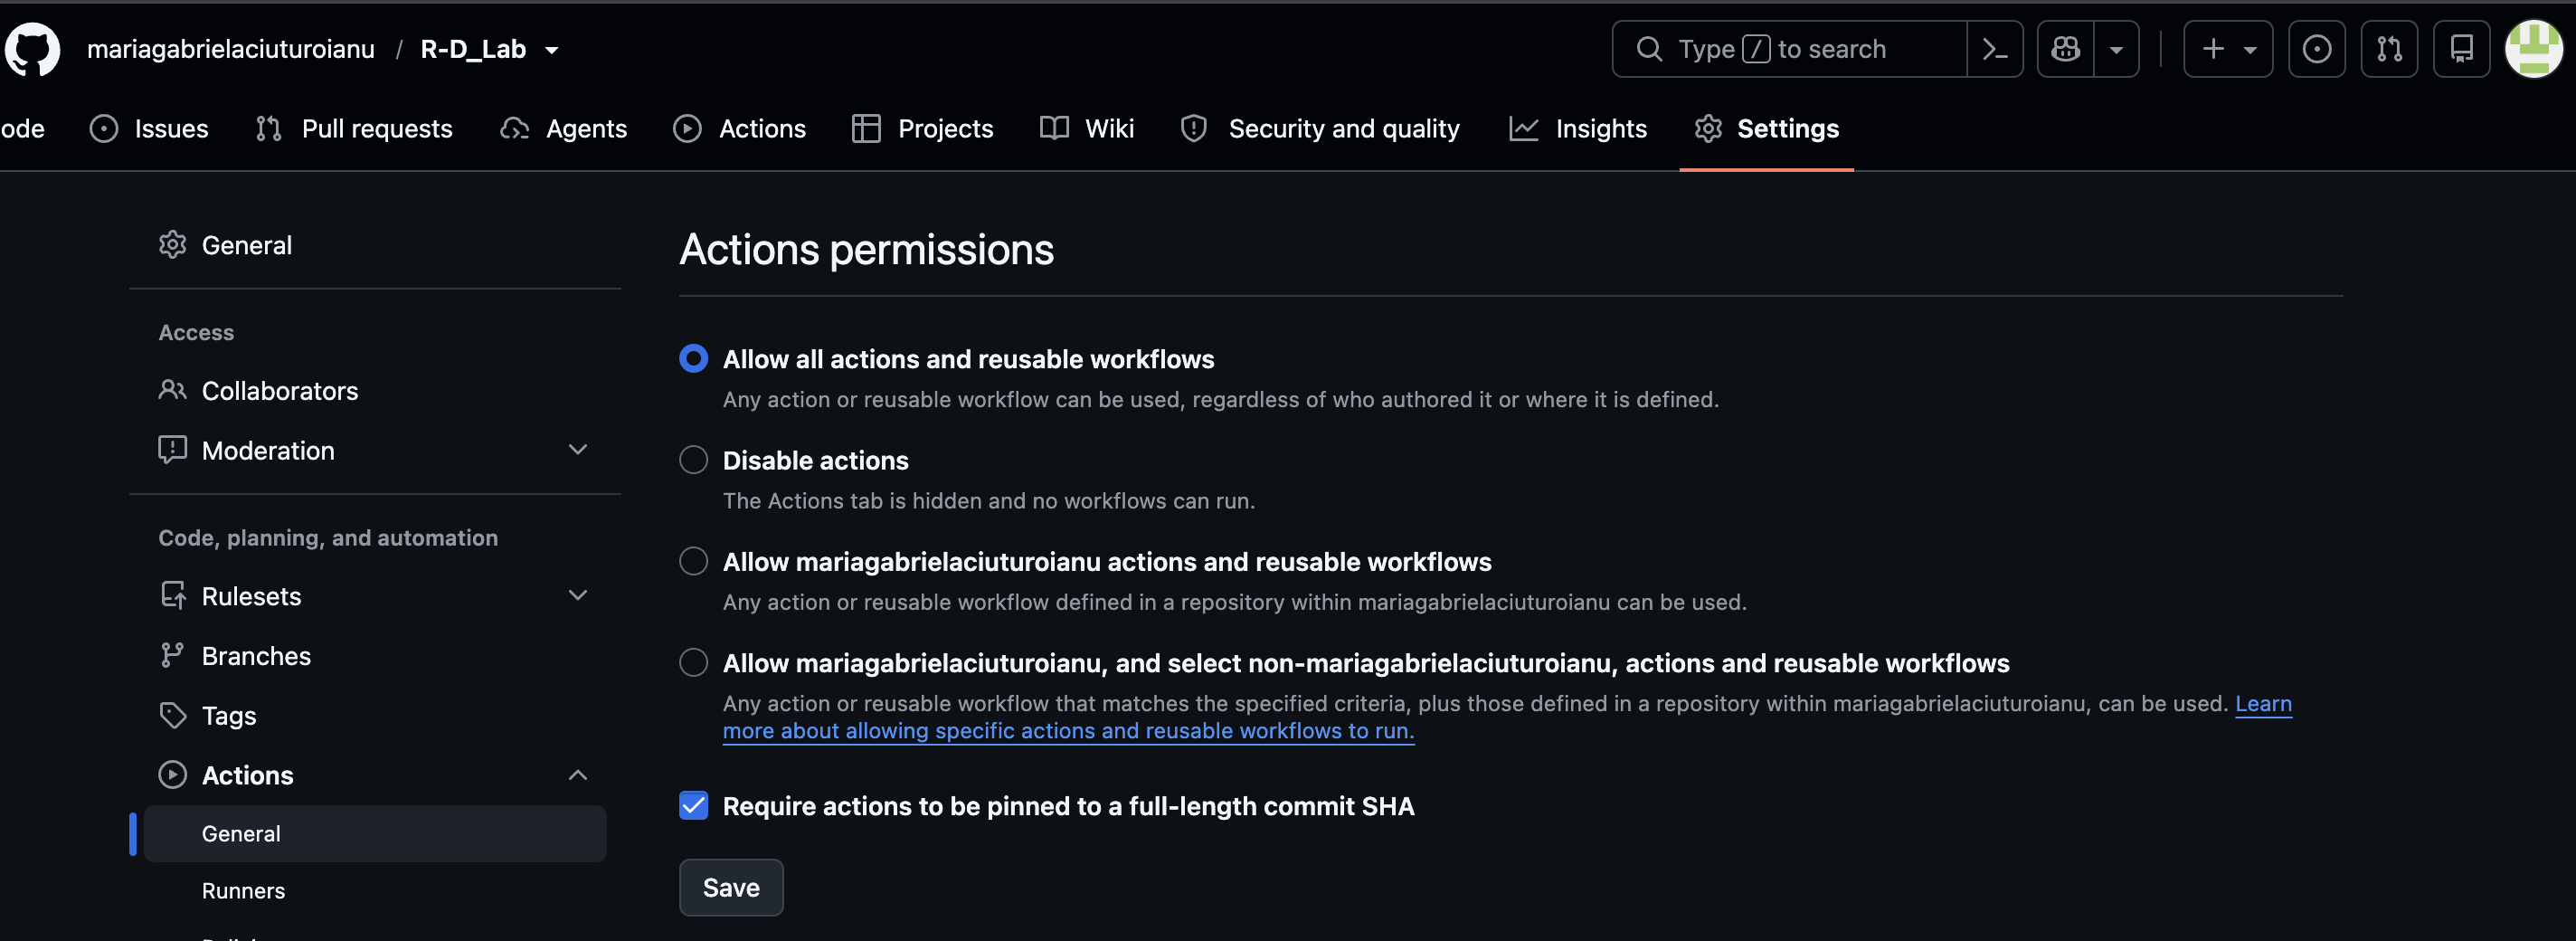 mariagabrielaciuturoianu / R-D_Lab
Type / to search
ode Issues Pull requests Agents Actions Projects Wiki Security and quality Insights Settings
General
Access
Collaborators
Moderation
Code, planning, and automation
Rulesets
Branches
Tags
Actions
General
Runners
Actions permissions
Allow all actions and reusable workflows
Any action or reusable workflow can be used, regardless of who authored it or where it is defined.
Disable actions
The Actions tab is hidden and no workflows can run.
Allow mariagabrielaciuturoianu actions and reusable workflows
Any action or reusable workflow defined in a repository within mariagabrielaciuturoianu can be used.
Allow mariagabrielaciuturoianu, and select non-mariagabrielaciuturoianu, actions and reusable workflows
Any action or reusable workflow that matches the specified criteria, plus those defined in a repository within mariagabrielaciuturoianu, can be used. Learn
more about allowing specific actions and reusable workflows to run.
Require actions to be pinned to a full-length commit SHA
Save